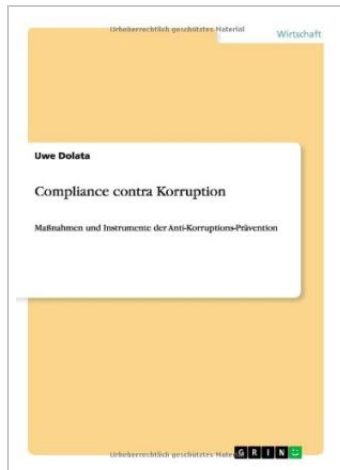 Urheberrechtlich geschütztes Material
Wirtschaft
Uwe Dolata
Compliance contra Korruption
Maßnahmen und Instrumente der Anti-Korruptions-Prävention
Urheberrechtlich geschütztes Mater
GRIN